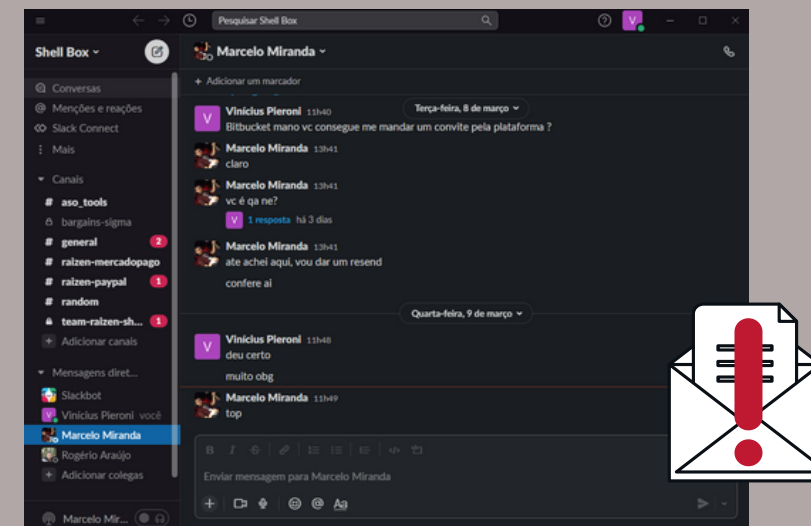 Pesquisar Shell Box
V
Shell Box
Marcelo Miranda
Adicionar um marcador
Conversas
Menções e reações
Slack Connect
Mais
Canais
# aso_tools
bargains-sigma
# general 2
# raizen-mercadopago
# raizen-paypal 1
# random
team-raizen-sh... 1
+ Adicionar canais
Mensagens diret...
Slackbot
V Vinícius Pieroni você
Marcelo Miranda
Rogério Araújo
+ Adicionar colegas
Marcelo Mir...
Terça-feira, 8 de março
V Vinícius Pieroni 11h40
Bitbucket mano vc consegue me mandar um convite pela plataforma ?
Marcelo Miranda 13h41
claro
Marcelo Miranda 13h41
vc é qa ne?
V 1 resposta há 3 dias
Marcelo Miranda 13h41
ate achei aqui, vou dar um resend
confere ai
Quarta-feira, 9 de março
V Vinícius Pieroni 11h48
deu certo
muito obg
Marcelo Miranda 11h49
top
B I S
Enviar mensagem para Marcelo Miranda
+ @ Aa